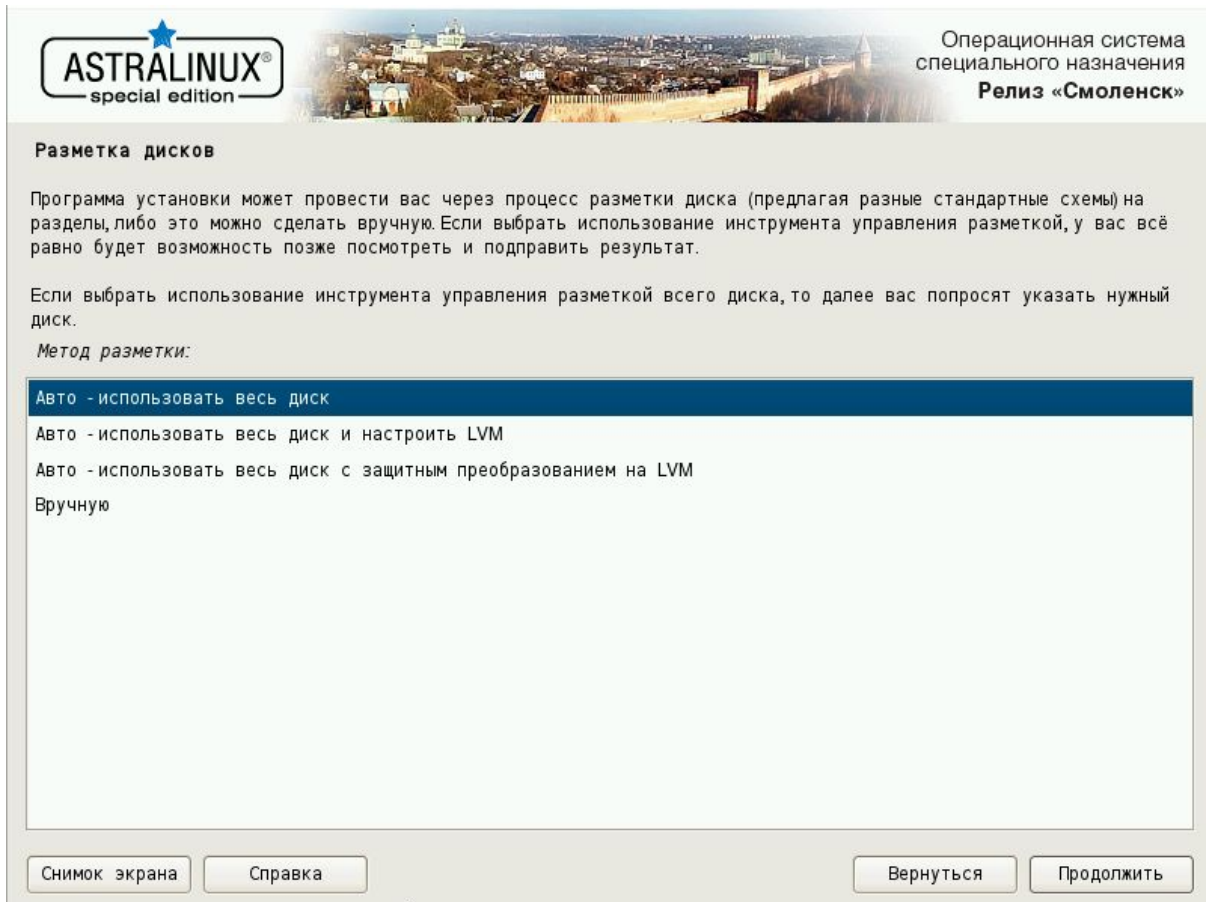 ASTRALINUX®
special edition
Операционная система
специального назначения
Релиз «Смоленск»
Разметка дисков
Программа установки может провести вас через процесс разметки диска (предлагая разные стандартные схемы) на
разделы, либо это можно сделать вручную. Если выбрать использование инструмента управления разметкой, у вас всё
равно будет возможность позже посмотреть и подправить результат.
Если выбрать использование инструмента управления разметкой всего диска, то далее вас попросят указать нужный
диск.
Метод разметки:
Авто - использовать весь диск
Авто - использовать весь диск и настроить LVM
Авто - использовать весь диск с защитным преобразованием на LVM
Вручную
Снимок экрана
Справка
Вернуться
Продолжить